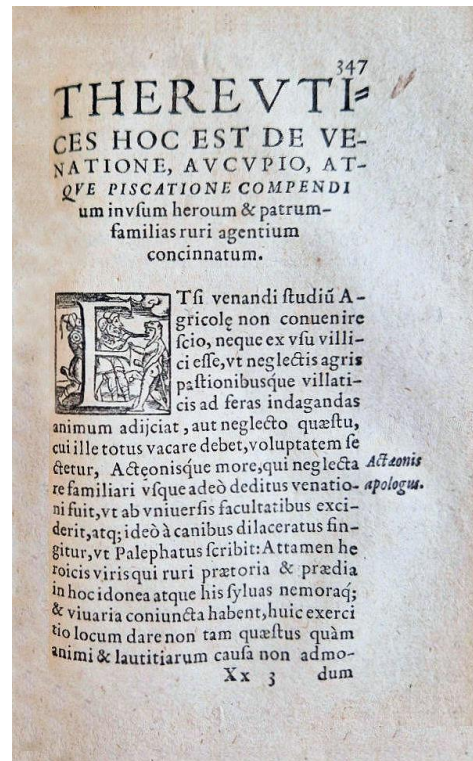 347
THEREVTI=
CES HOC EST DE VE-
NATIONE, AVCVPIO, AT-
QVE PISCATIONE COMPENDI
um invſum heroum & patrum-
familias ruri agentium
concinnatum.
ETſi venandi ſtudiũ A-
gricolę non conuenire
ſcio, neque ex vſu villi-
ci eſſe, vt neglectis agris
paſtionibusq́ue villati-
cis ad feras indagandas
animum adijciat, aut neglecto quæſtu,
cui ille totus vacare debet, voluptatem ſe
ctetur, Actęonisq́ue more, qui neglecta
re familiari vſque adeò deditus venatio-
ni fuit, vt ab vniuerſis facultatibus exci-
derit, atq; ideò à canibus dilaceratus fin-
gitur, vt Palephatus ſcribit: Attamen he
roicis viris qui ruri prætoria & prædia
in hoc idonea atque his ſyluas nemoraq́;
& viuaria coniuncta habent, huic exerci
tio locum dare non tam quæſtus quàm
animi & lautitiarum cauſa non admo-
Xx 3 dum
Actæonis
apologus.